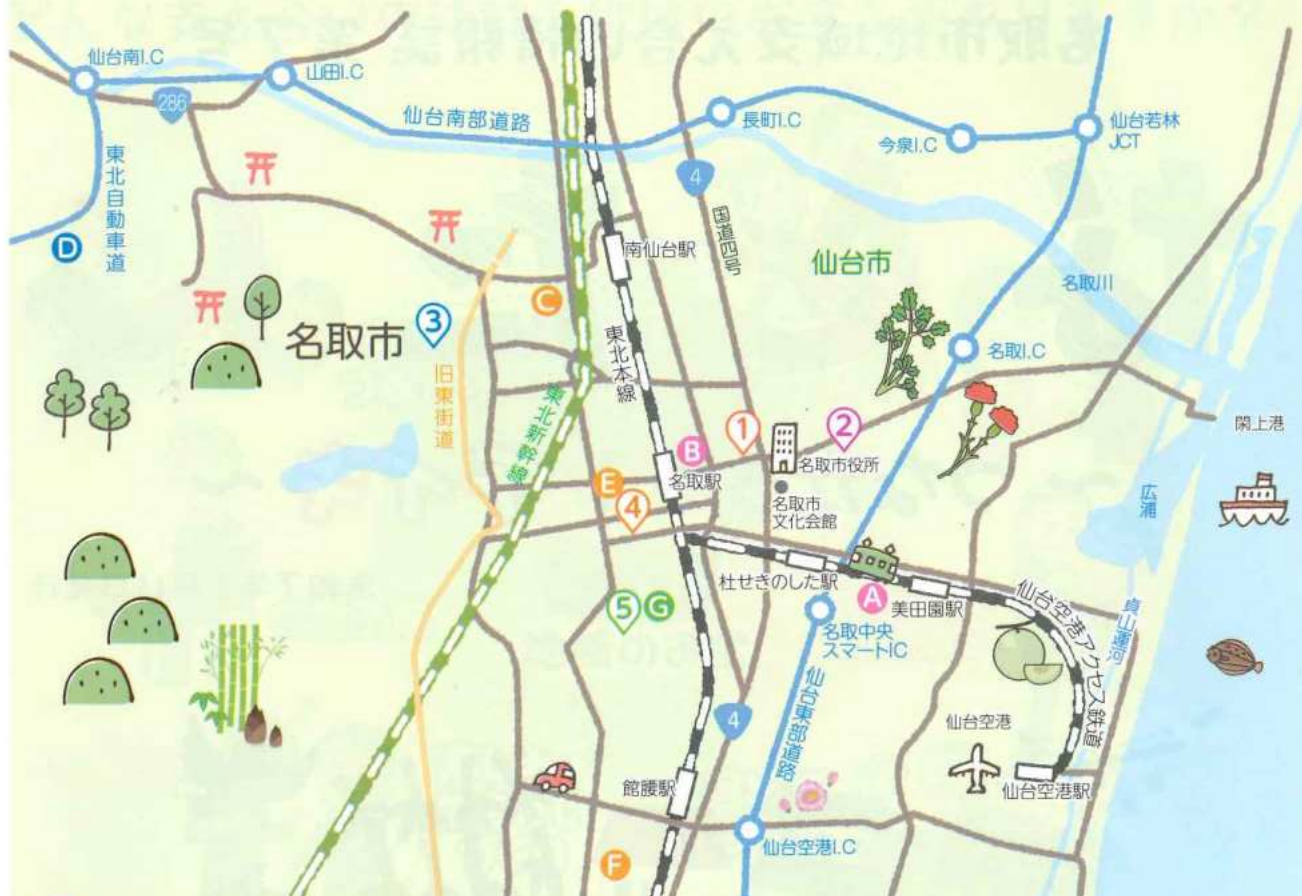 仙台南I.C
山田I.C
286
仙台南部道路
長町I.C
今泉I.C
仙台若林
JCT
東北自動車道
D
4
国道四号
南仙台駅
仙台市
名取川
C
名取市
3
旧東街道
東北本線
東北新幹線
名取I.C
閖上港
広浦
B
1
2
名取市役所
名取駅
E
4
名取市
文化会館
杜せきのした駅
A
美田園駅
仙台空港アクセス鉄道
貞山運河
5
G
名取中央
スマートIC
仙台東部道路
4
仙台空港
仙台空港駅
館腰駅
仙台空港I.C
F